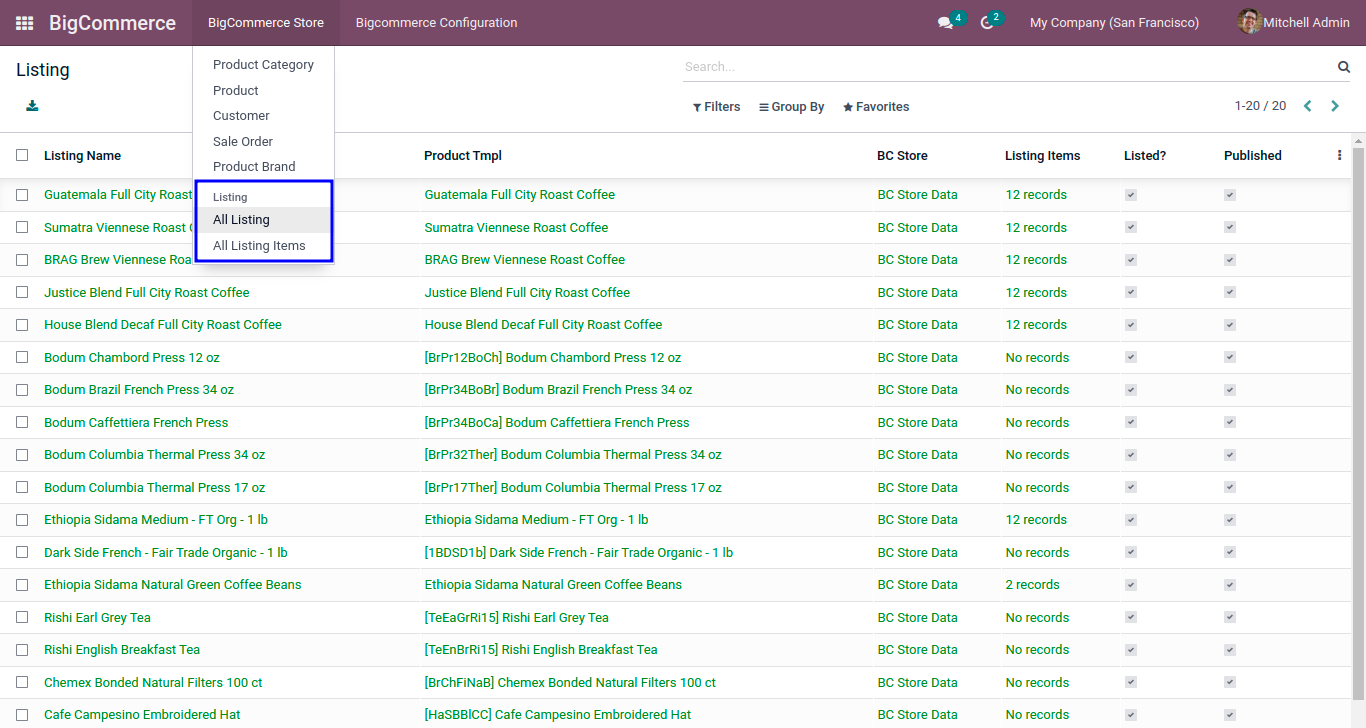 BigCommerce BigCommerce Store Bigcommerce Configuration 4 2 My Company (San Francisco) Mitchell Admin
Listing
Search...
Filters Group By Favorites 1-20 / 20
Product Category
Product
Customer
Sale Order
Product Brand
Listing
All Listing
All Listing Items
Listing Name Product Tmpl BC Store Listing Items Listed? Published
Guatemala Full City Roast Guatemala Full City Roast Coffee BC Store Data 12 records
Sumatra Viennese Roast Sumatra Viennese Roast Coffee BC Store Data 12 records
BRAG Brew Viennese Roa BRAG Brew Viennese Roast Coffee BC Store Data 12 records
Justice Blend Full City Roast Coffee Justice Blend Full City Roast Coffee BC Store Data 12 records
House Blend Decaf Full City Roast Coffee House Blend Decaf Full City Roast Coffee BC Store Data 12 records
Bodum Chambord Press 12 oz [BrPr12BoCh] Bodum Chambord Press 12 oz BC Store Data No records
Bodum Brazil French Press 34 oz [BrPr34BoBr] Bodum Brazil French Press 34 oz BC Store Data No records
Bodum Caffettiera French Press [BrPr34BoCa] Bodum Caffettiera French Press BC Store Data No records
Bodum Columbia Thermal Press 34 oz [BrPr32Ther] Bodum Columbia Thermal Press 34 oz BC Store Data No records
Bodum Columbia Thermal Press 17 oz [BrPr17Ther] Bodum Columbia Thermal Press 17 oz BC Store Data No records
Ethiopia Sidama Medium - FT Org - 1 lb Ethiopia Sidama Medium - FT Org - 1 lb BC Store Data 12 records
Dark Side French - Fair Trade Organic - 1 lb [1BDSD1b] Dark Side French - Fair Trade Organic - 1 lb BC Store Data No records
Ethiopia Sidama Natural Green Coffee Beans Ethiopia Sidama Natural Green Coffee Beans BC Store Data 2 records
Rishi Earl Grey Tea [TeEaGrRi15] Rishi Earl Grey Tea BC Store Data No records
Rishi English Breakfast Tea [TeEnBrRi15] Rishi English Breakfast Tea BC Store Data No records
Chemex Bonded Natural Filters 100 ct [BrChFiNaB] Chemex Bonded Natural Filters 100 ct BC Store Data No records
Cafe Campesino Embroidered Hat [HaSBBlCC] Cafe Campesino Embroidered Hat BC Store Data No records